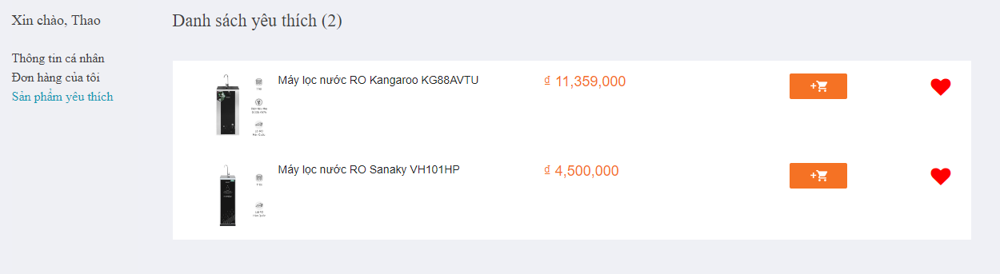 Xin chào, Thao
Thông tin cá nhân
Đơn hàng của tôi
Sản phẩm yêu thích
Danh sách yêu thích (2)
Máy lọc nước RO Kangaroo KG88AVTU
₫ 11,359,000
+
Máy lọc nước RO Sanaky VH101HP
₫ 4,500,000
+